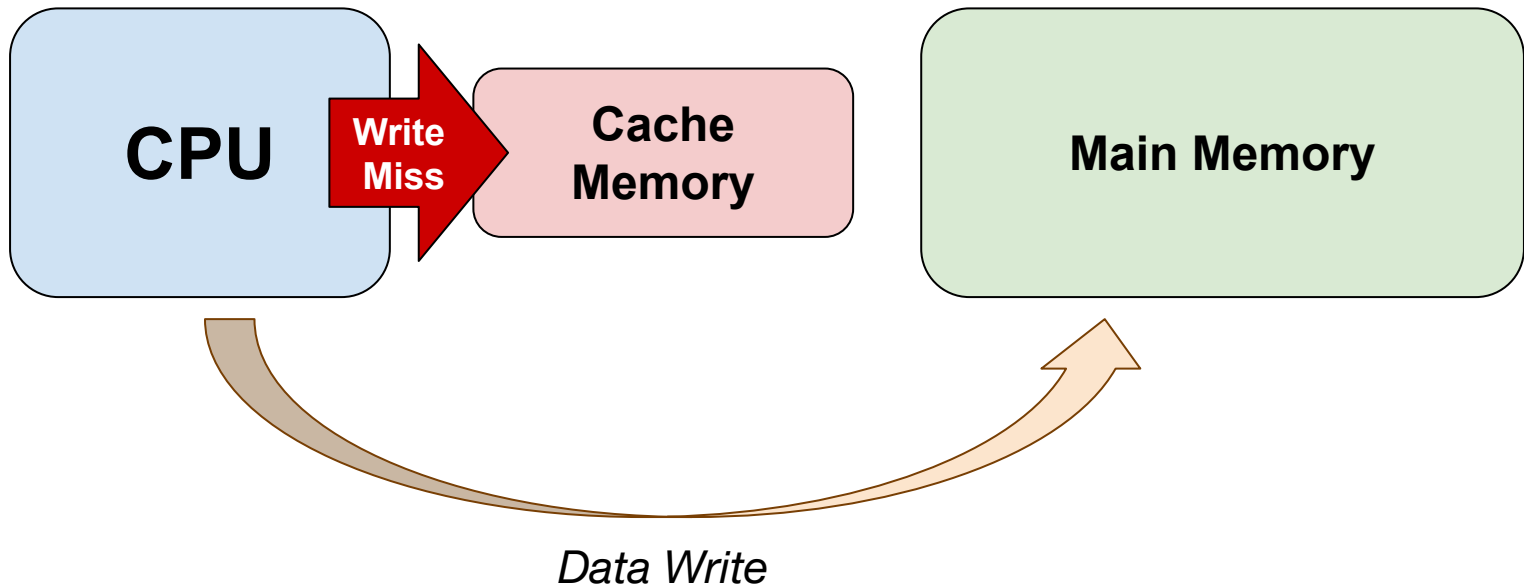 CPU
Write
Miss
Cache
Memory
Main Memory
Data Write